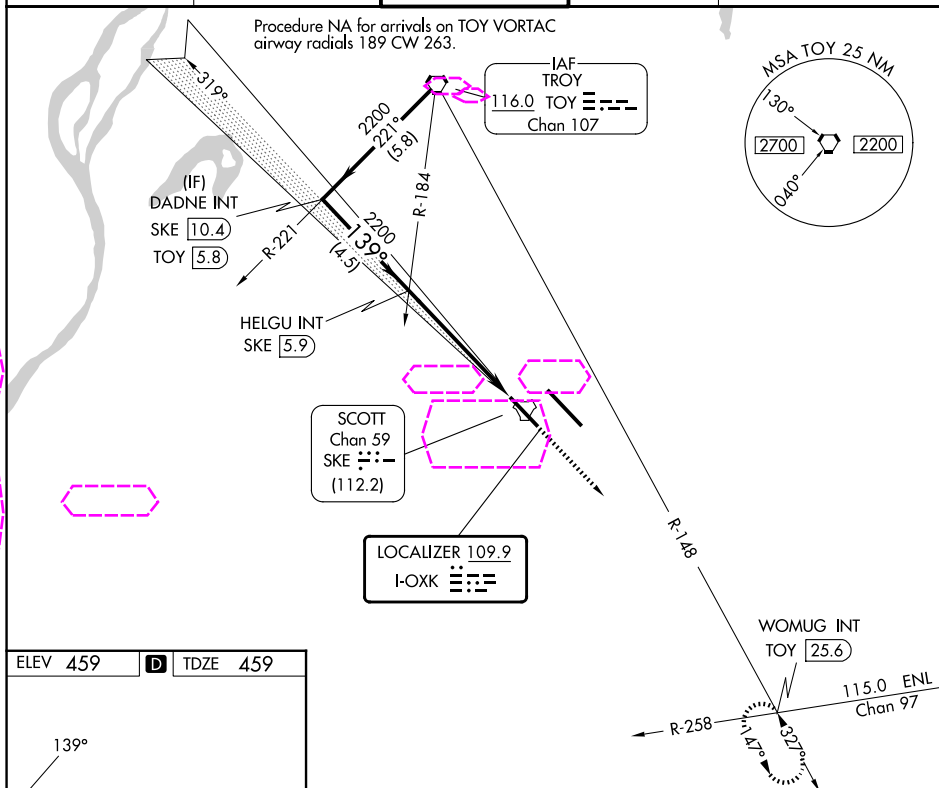 Procedure NA for arrivals on TOY VORTAC
airway radials 189 CW 263.
IAF
TROY
116.0 TOY
Chan 107
MSA TOY 25 NM
130°
2700
2200
040°
319°
2200
221°
(5.8)
R-184
(IF)
DADNE INT
SKE 10.4
TOY 5.8
R-221
2200
139°
(4.5)
HELGU INT
SKE 5.9
SCOTT
Chan 59
SKE
(112.2)
LOCALIZER 109.9
I-OXK
R-148
WOMUG INT
TOY 25.6
115.0 ENL
Chan 97
R-258
147°
327°
ELEV 459 D TDZE 459
139°